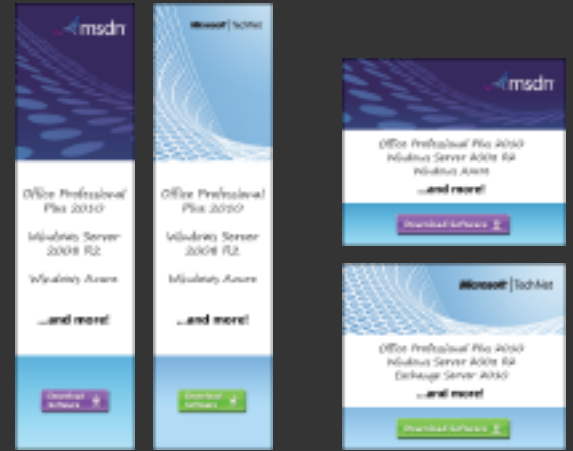 msdn
Office Professional
Plus 2010
Windows Server
2008 R2
Windows Azure
...and more!
Download
Software
Microsoft | TechNet
Office Professional
Plus 2010
Windows Server
2008 R2
Windows Azure
...and more!
Download
Software
msdn
Office Professional Plus 2010
Windows Server 2008 R2
Windows Azure
...and more!
Download Software
Microsoft | TechNet
Office Professional Plus 2010
Windows Server 2008 R2
Exchange Server 2010
...and more!
Download Software